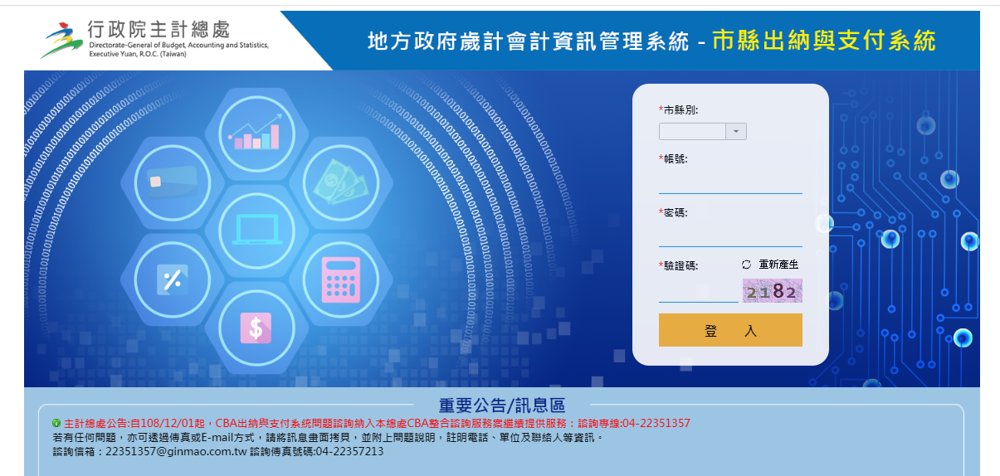 行政院主計總處
Directorate-General of Budget, Accounting and Statistics,
Executive Yuan, R.O.C. (Taiwan)
地方政府歲計會計資訊管理系統 - 市縣出納與支付系統
*市縣別:
*帳號:
*密碼:
*驗證碼: 重新產生
2182
登 入
重要公告/訊息區
主計總處公告:自108/12/01起，CBA出納與支付系統問題諮詢納入本總處CBA整合諮詢服務案繼續提供服務：諮詢專線:04-22351357
若有任何問題，亦可透過傳真或E-mail方式，請將訊息畫面拷貝，並附上問題說明，註明電話、單位及聯絡人等資訊。
諮詢信箱：22351357@ginmao.com.tw 諮詢傳真號碼:04-22357213